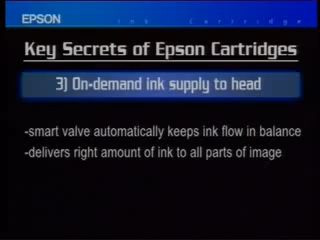 EPSON Ink Cartridge
Key Secrets of Epson Cartridges
3) On-demand ink supply to head
-smart valve automatically keeps ink flow in balance
-delivers right amount of ink to all parts of image